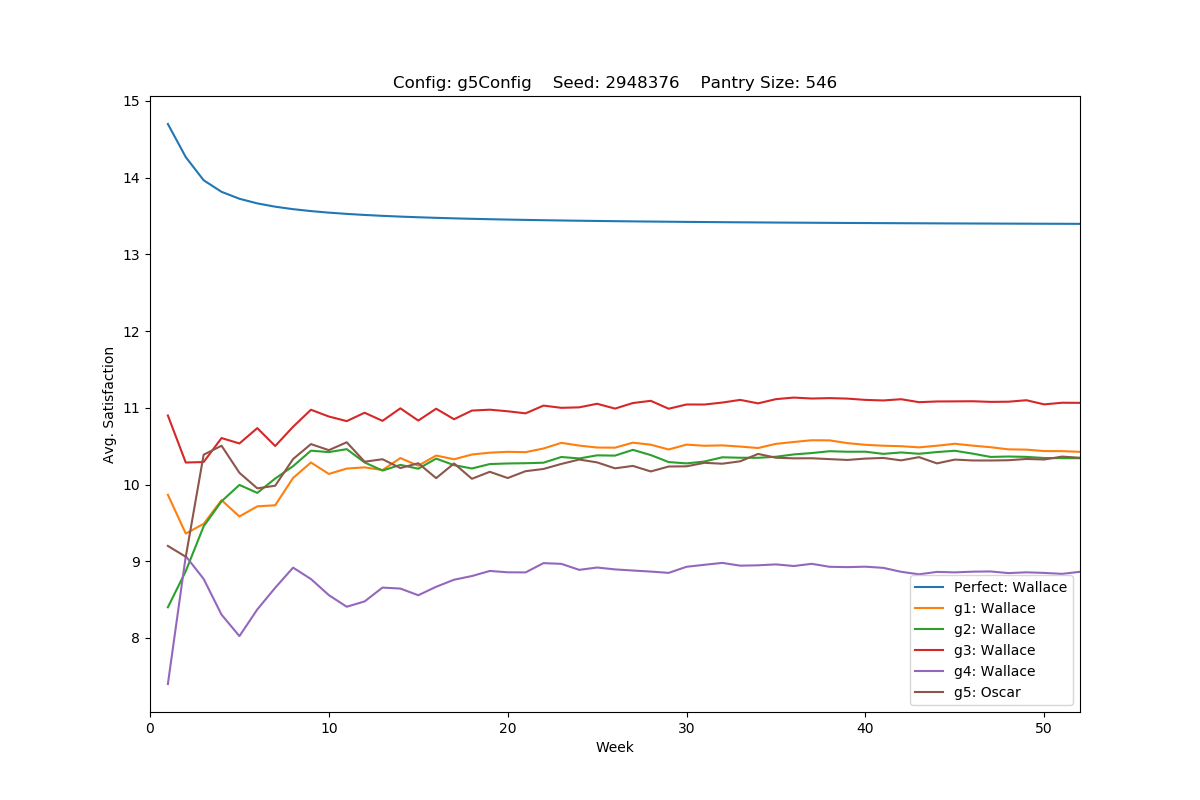 Config: g5Config    Seed: 2948376    Pantry Size: 546
15
14
13
12
11
10
9
8
Avg. Satisfaction
Perfect: Wallace
g1: Wallace
g2: Wallace
g3: Wallace
g4: Wallace
g5: Oscar
0 10 20 30 40 50
Week